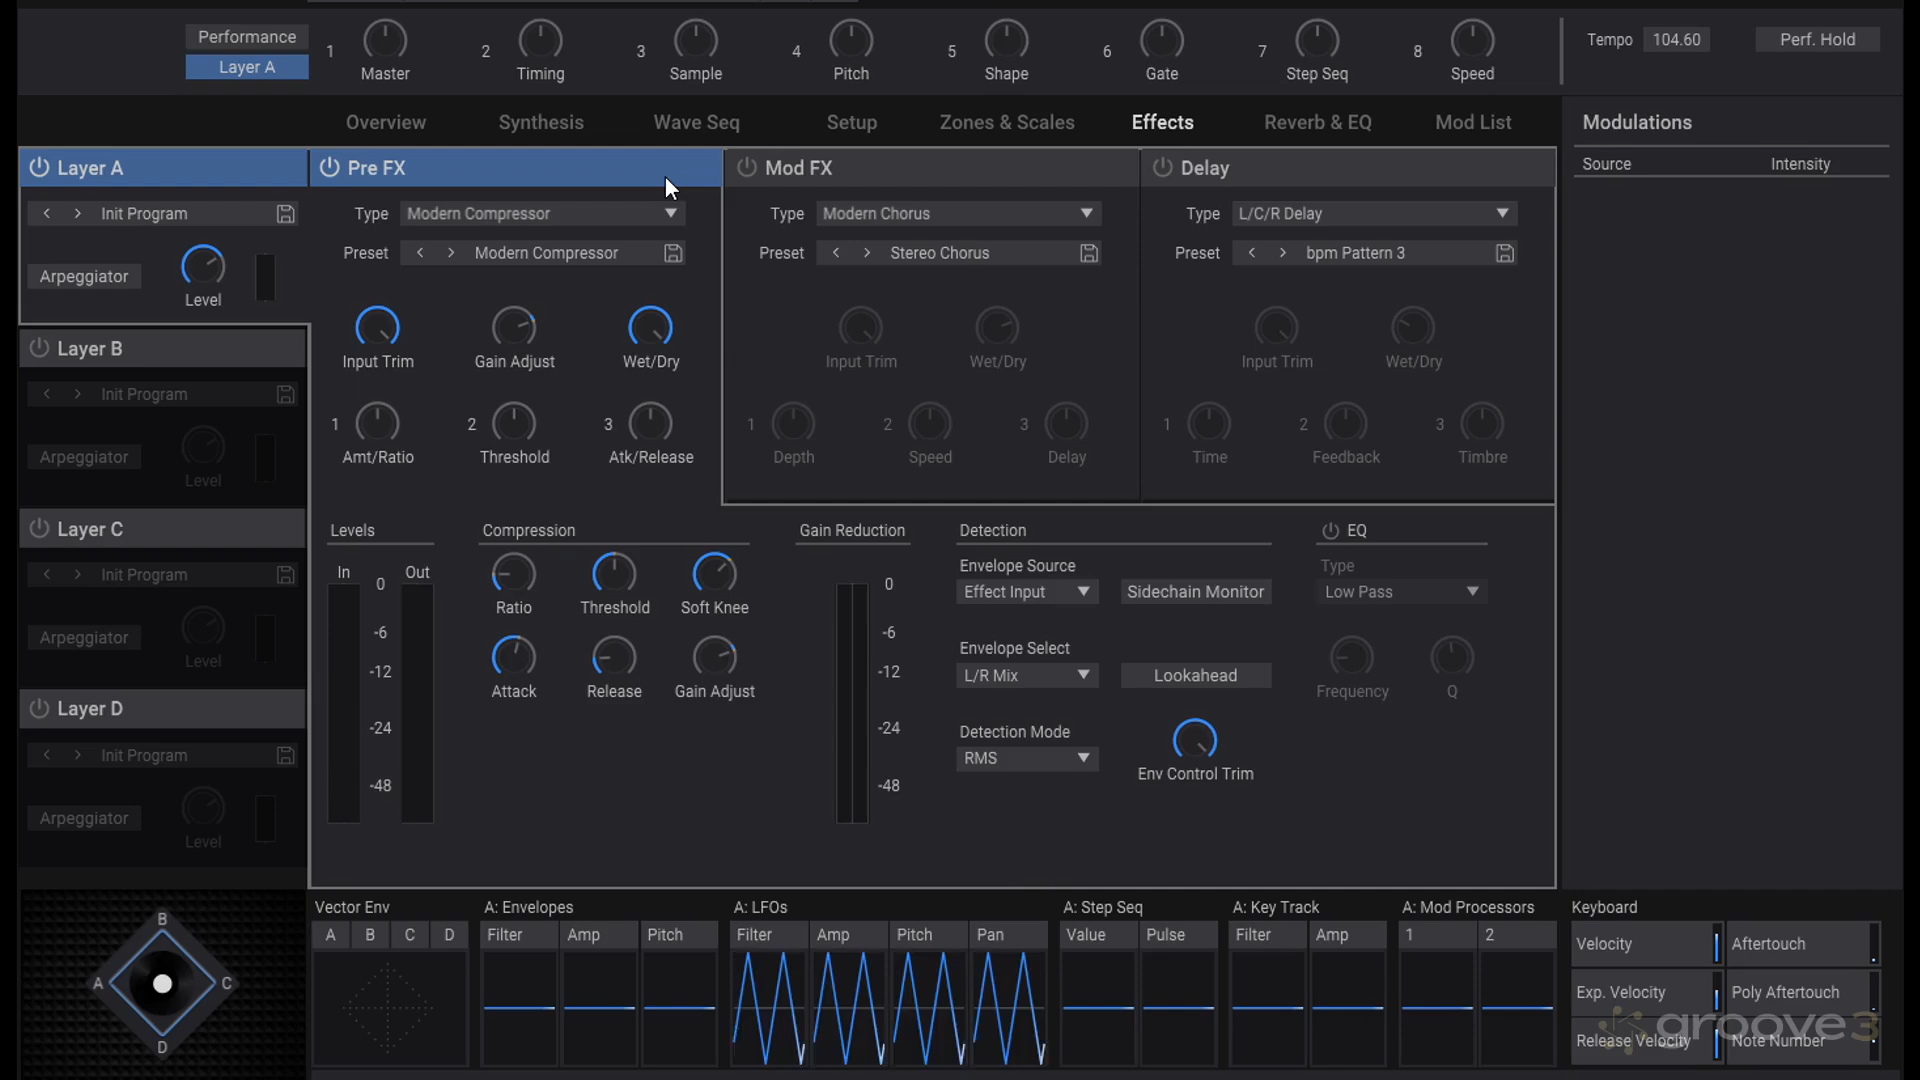 Performance
Layer A
1 Master
2 Timing
3 Sample
4 Pitch
5 Shape
6 Gate
7 Step Seq
8 Speed
Tempo 104.60
Perf. Hold
Overview Synthesis Wave Seq Setup Zones & Scales Effects Reverb & EQ Mod List
Modulations
Source Intensity
Layer A
< > Init Program
Arpeggiator
Level
Layer B
< > Init Program
Arpeggiator
Level
Layer C
< > Init Program
Arpeggiator
Level
Layer D
< > Init Program
Arpeggiator
Level
Pre FX
Type Modern Compressor
Preset < > Modern Compressor
Input Trim Gain Adjust Wet/Dry
1 2 3
Amt/Ratio Threshold Atk/Release
Mod FX
Type Modern Chorus
Preset < > Stereo Chorus
Input Trim Wet/Dry
1 2 3
Depth Speed Delay
Delay
Type L/C/R Delay
Preset < > bpm Pattern 3
Input Trim Wet/Dry
1 2 3
Time Feedback Timbre
Levels
In Out
0
-6
-12
-24
-48
Compression
Ratio Threshold Soft Knee
Attack Release Gain Adjust
Gain Reduction
0
-6
-12
-24
-48
Detection
Envelope Source
Effect Input Sidechain Monitor
Envelope Select
L/R Mix Lookahead
Detection Mode
RMS
Env Control Trim
EQ
Type
Low Pass
Frequency Q
B
A C
D
Vector Env
A B C D
A: Envelopes
Filter Amp Pitch
A: LFOs
Filter Amp Pitch Pan
A: Step Seq
Value Pulse
A: Key Track
Filter Amp
A: Mod Processors
1 2
Keyboard
Velocity Aftertouch
Exp. Velocity Poly Aftertouch
Release Velocity Note Number
groove3